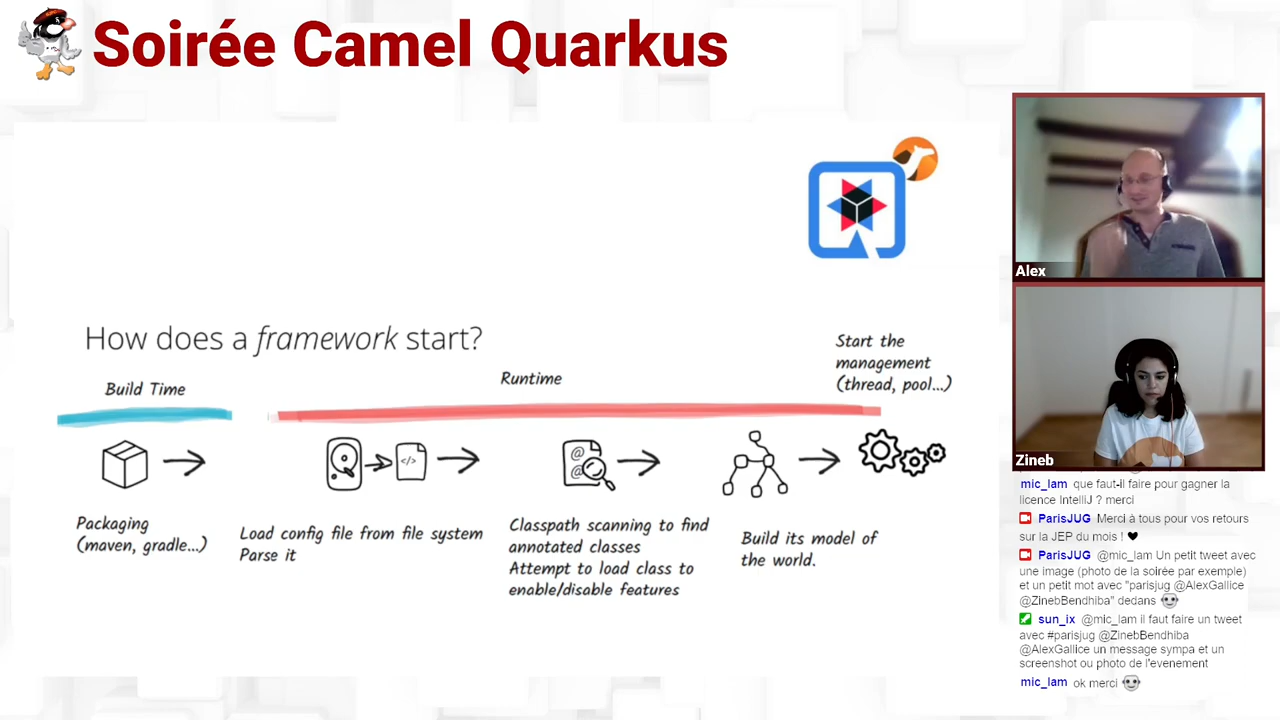 Soirée Camel Quarkus
How does a framework start?
Build Time
Runtime
Start the
management
(thread, pool...)
</>
@
@
Packaging
(maven, gradle...)
Load config file from file system
Parse it
Classpath scanning to find
annotated classes
Attempt to load class to
enable/disable features
Build its model of
the world.
Alex
Zineb
mic_lam que faut-il faire pour gagner la
licence IntelliJ ? merci
ParisJUG Merci à tous pour vos retours
sur la JEP du mois ! ♥
ParisJUG @mic_lam Un petit tweet avec
une image (photo de la soirée par exemple)
et un petit mot avec "parisjug @AlexGallice
@ZinebBendhiba" dedans
sun_ix @mic_lam il faut faire un tweet
avec #parisjug @ZinebBendhiba
@AlexGallice un message sympa et un
screenshot ou photo de l'evenement
mic_lam ok merci